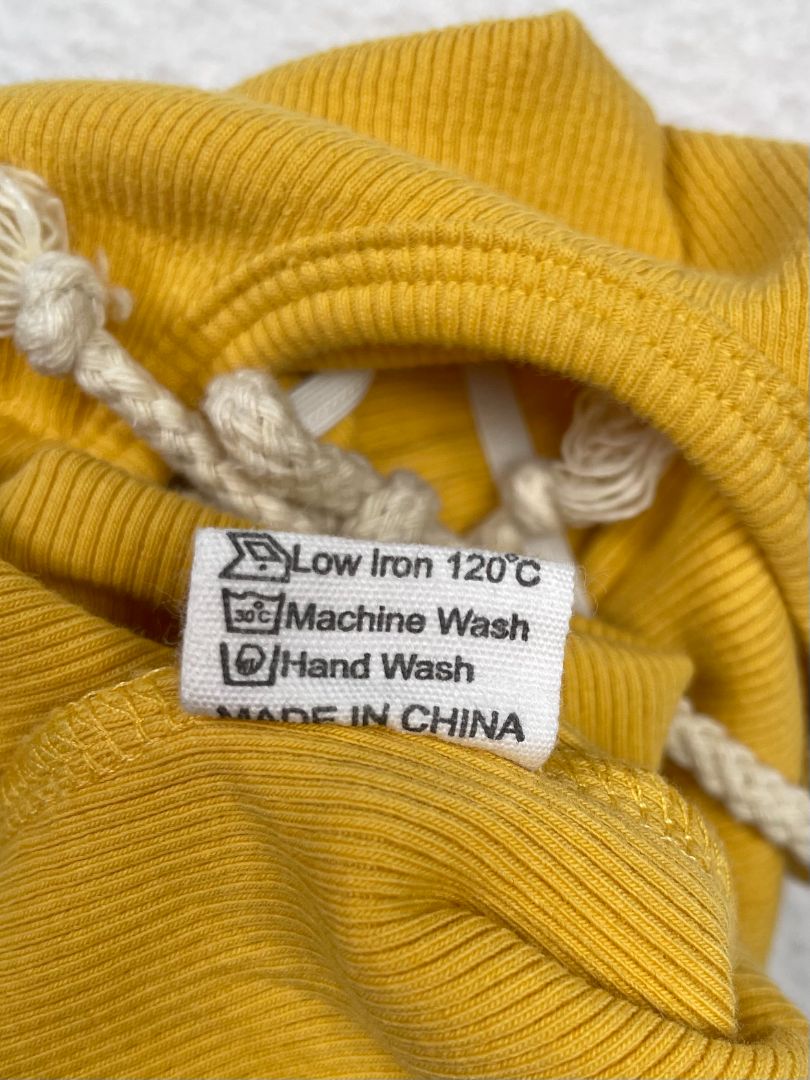 Low Iron 120°C
30°C Machine Wash
Hand Wash
MADE IN CHINA